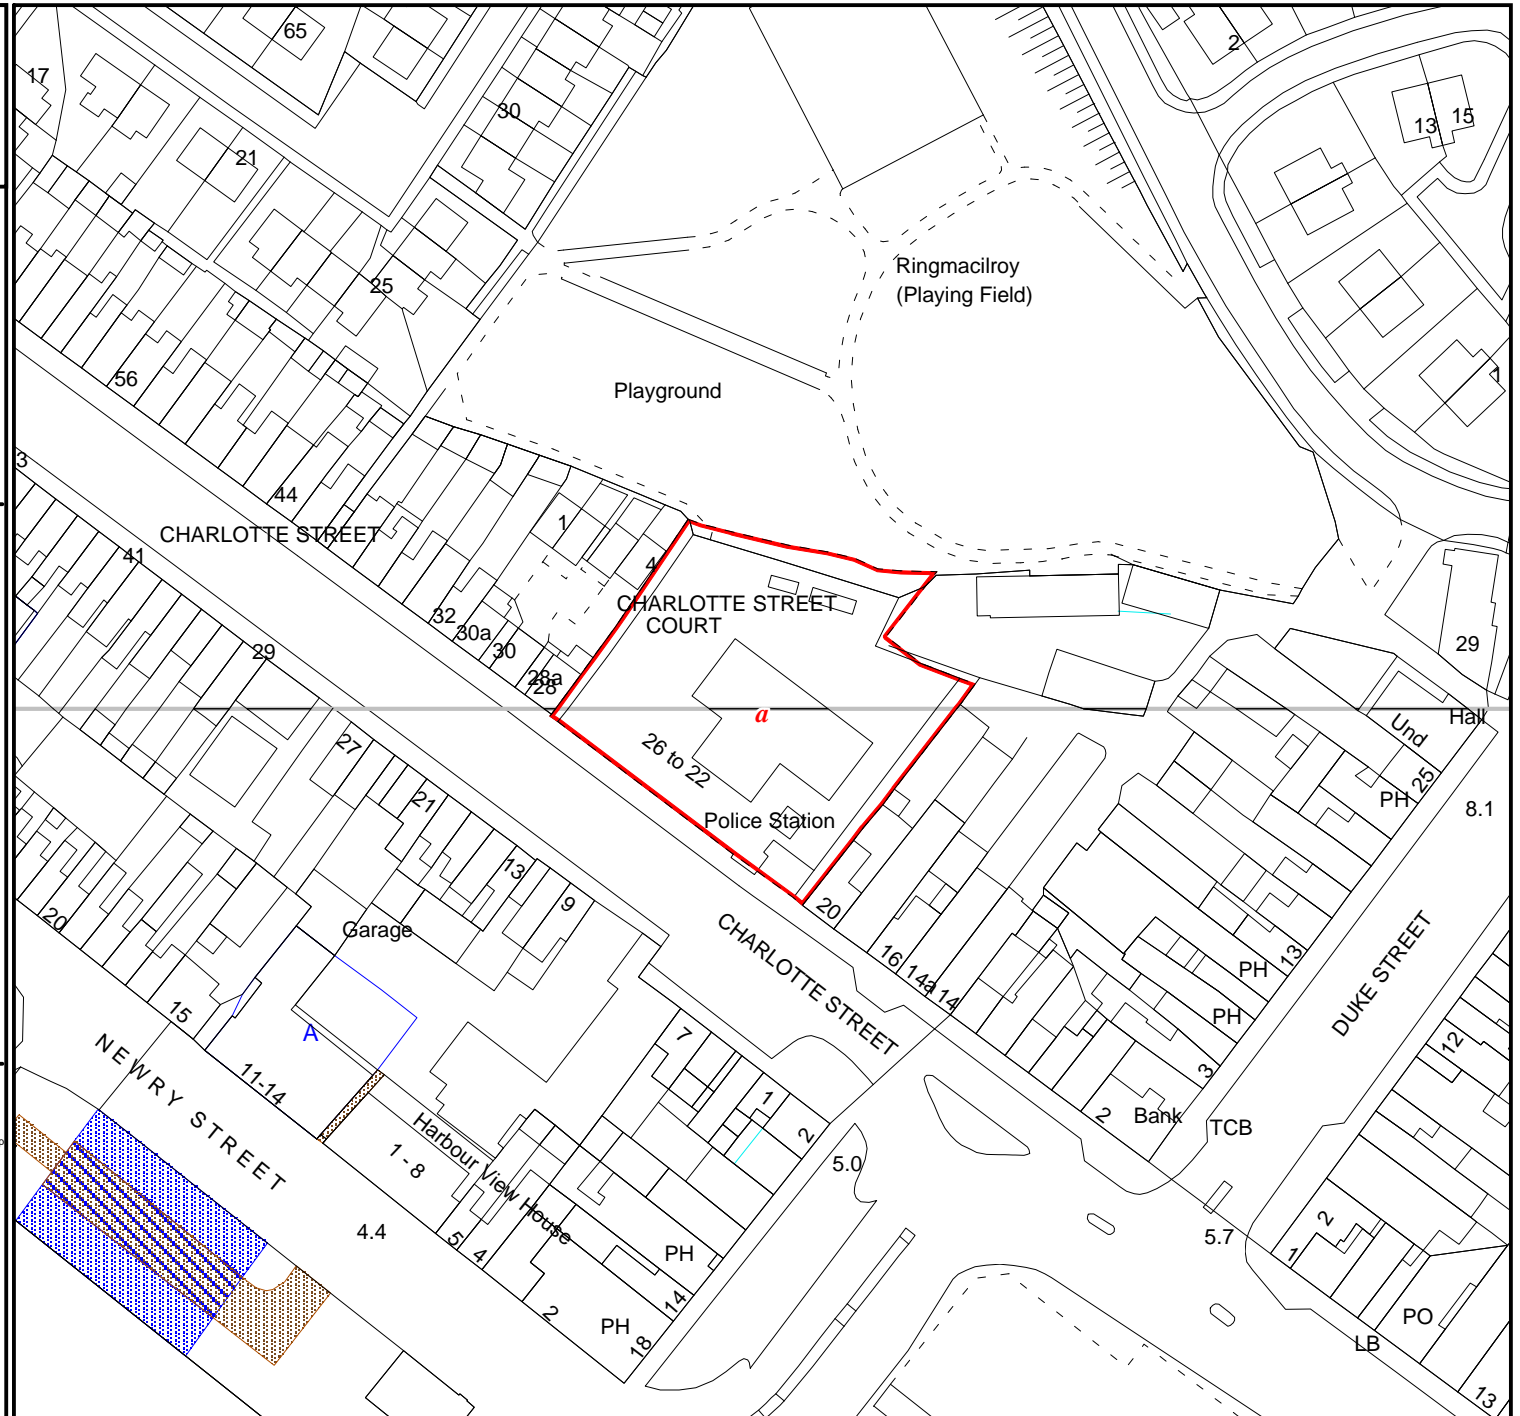 65
2
17
30
13
15
21
Ringmacilroy
(Playing Field)
25
1
56
Playground
3
44
1
CHARLOTTE STREET
41
4
CHARLOTTE STREET
COURT
32
30a
30
29
29
28a
28
a
Hall
Und
27
26 to 22
25
21
PH
8.1
Police Station
13
9
20
20
Garage
CHARLOTTE STREET
16
14a
14
PH
13
DUKE STREET
15
A
PH
7
12
NEWRY STREET
11-14
3
1
2
2
Bank
TCB
1 - 8
Harbour View House
5.0
4.4
5
4
PH
2
5.7
1
14
2
PH
18
PO
LB
13